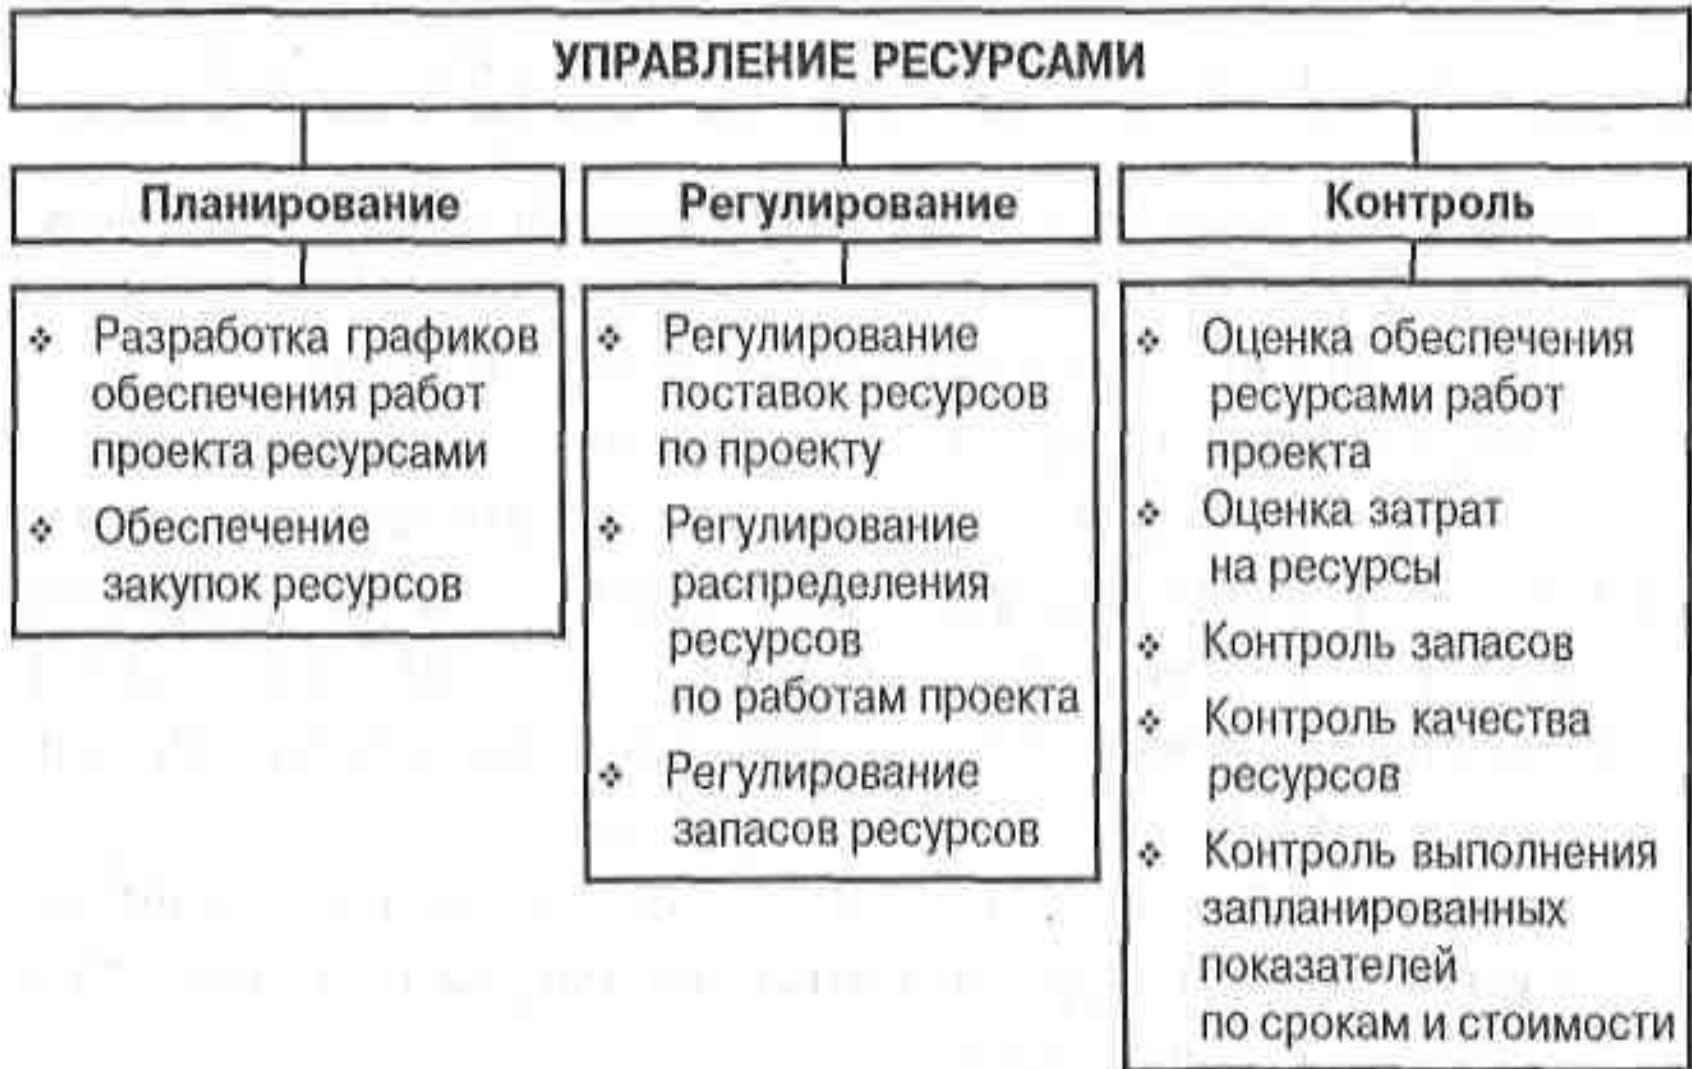 УПРАВЛЕНИЕ РЕСУРСАМИ
Планирование
Регулирование
Контроль
❖ Разработка графиков
обеспечения работ
проекта ресурсами
❖ Обеспечение
закупок ресурсов
❖ Регулирование
поставок ресурсов
по проекту
❖ Регулирование
распределения
ресурсов
по работам проекта
❖ Регулирование
запасов ресурсов
❖ Оценка обеспечения
ресурсами работ
проекта
❖ Оценка затрат
на ресурсы
❖ Контроль запасов
❖ Контроль качества
ресурсов
❖ Контроль выполнения
запланированных
показателей
по срокам и стоимости